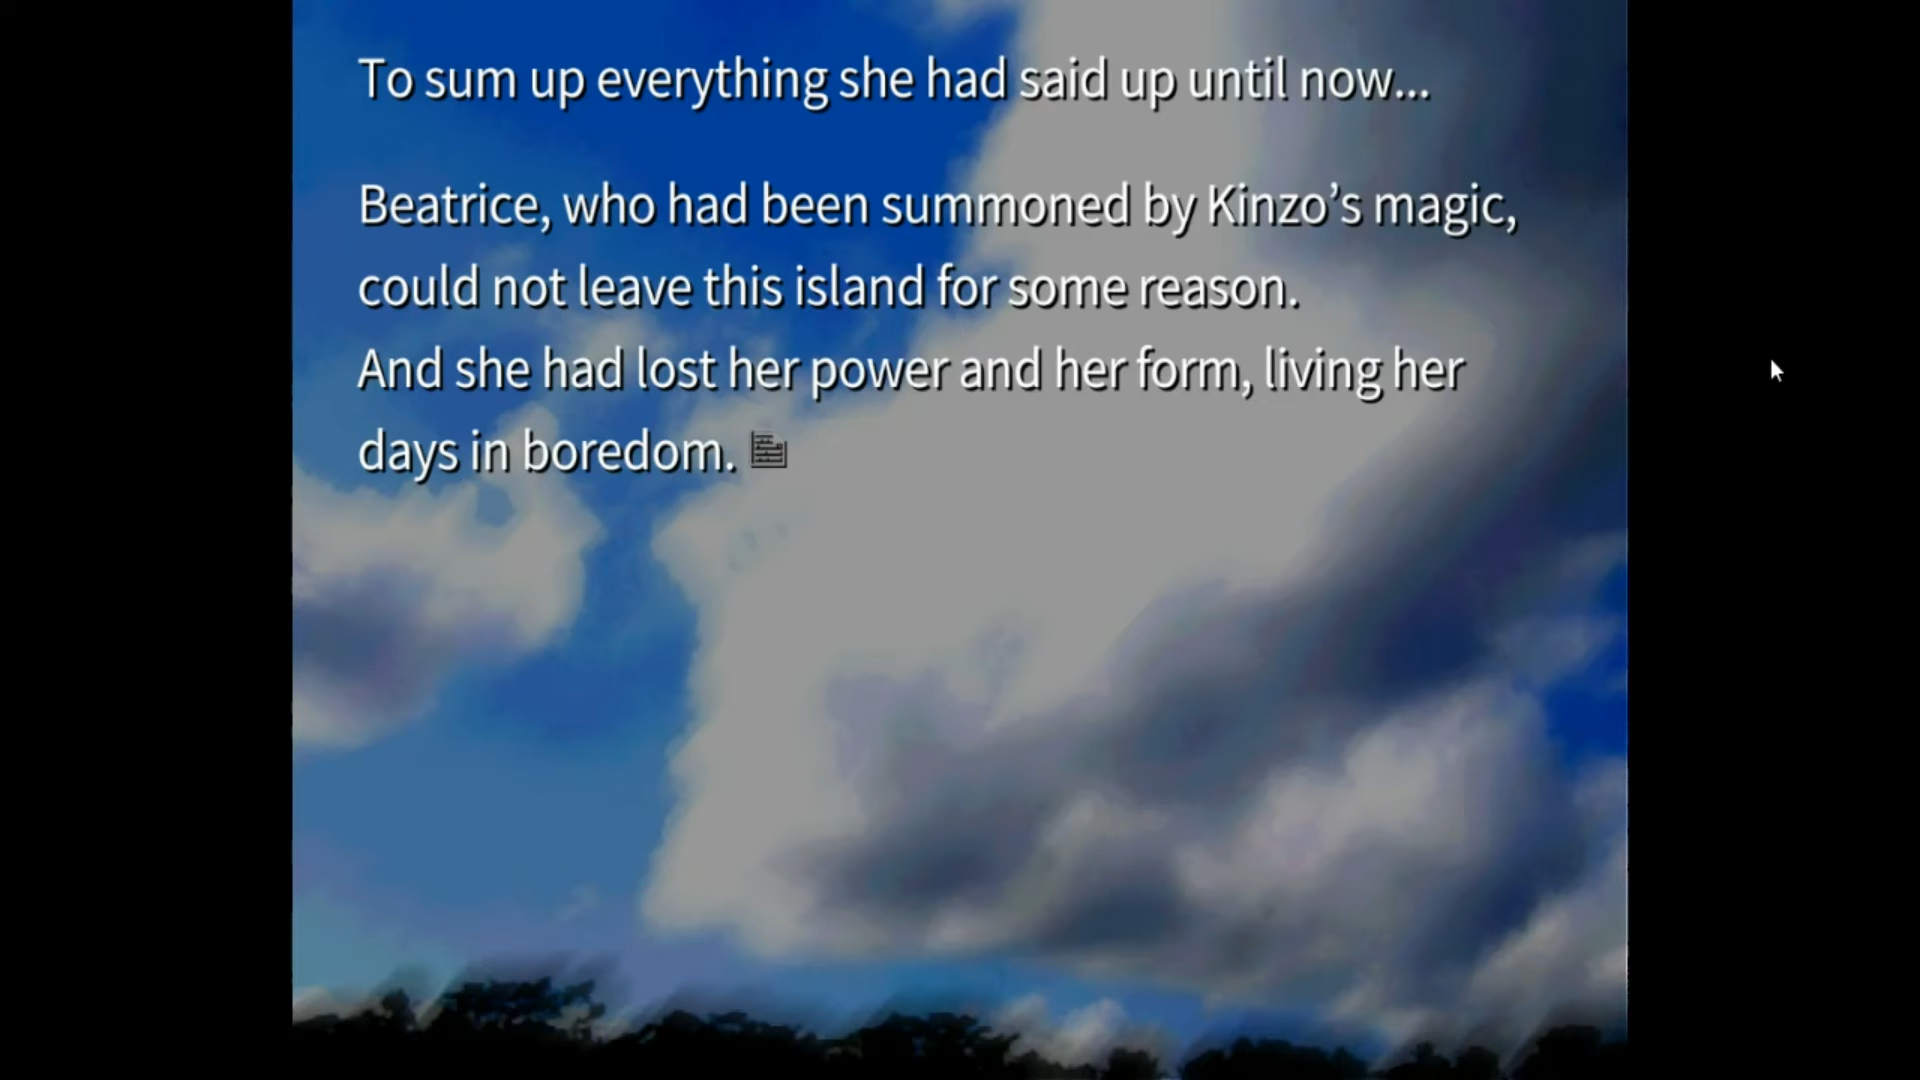 To sum up everything she had said up until now...
Beatrice, who had been summoned by Kinzo’s magic,
could not leave this island for some reason.
And she had lost her power and her form, living her
days in boredom.